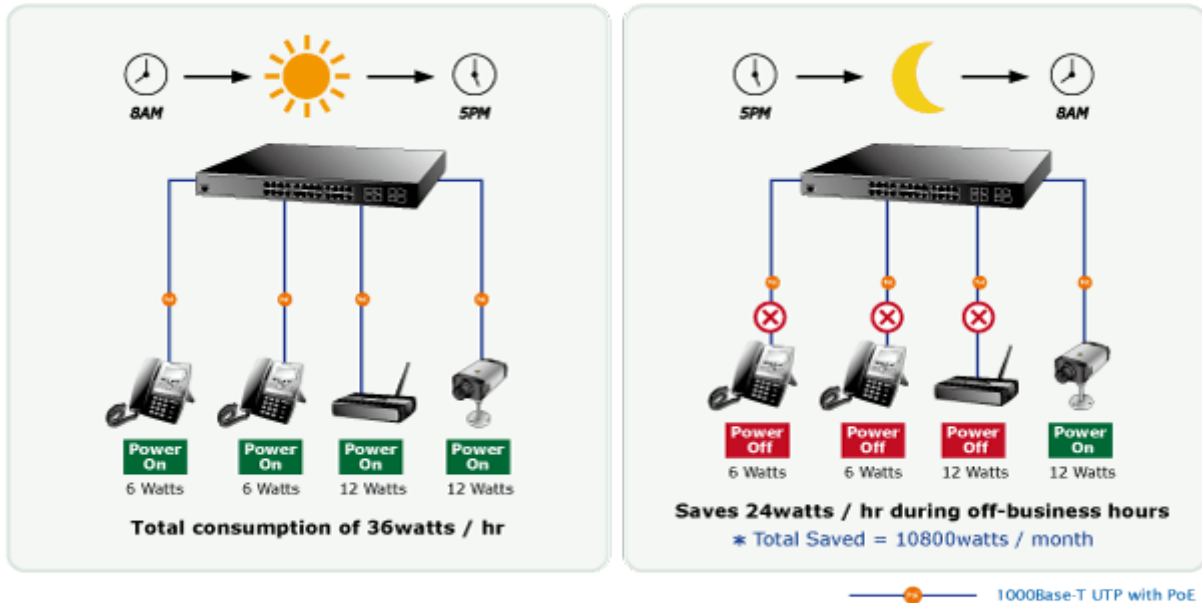 8AM
5PM
Power
On
6 Watts
Power
On
6 Watts
Power
On
12 Watts
Power
On
12 Watts
Total consumption of 36watts / hr
5PM
8AM
Power
Off
6 Watts
Power
Off
6 Watts
Power
Off
12 Watts
Power
On
12 Watts
Saves 24watts / hr during off-business hours
* Total Saved = 10800watts / month
1000Base-T UTP with PoE